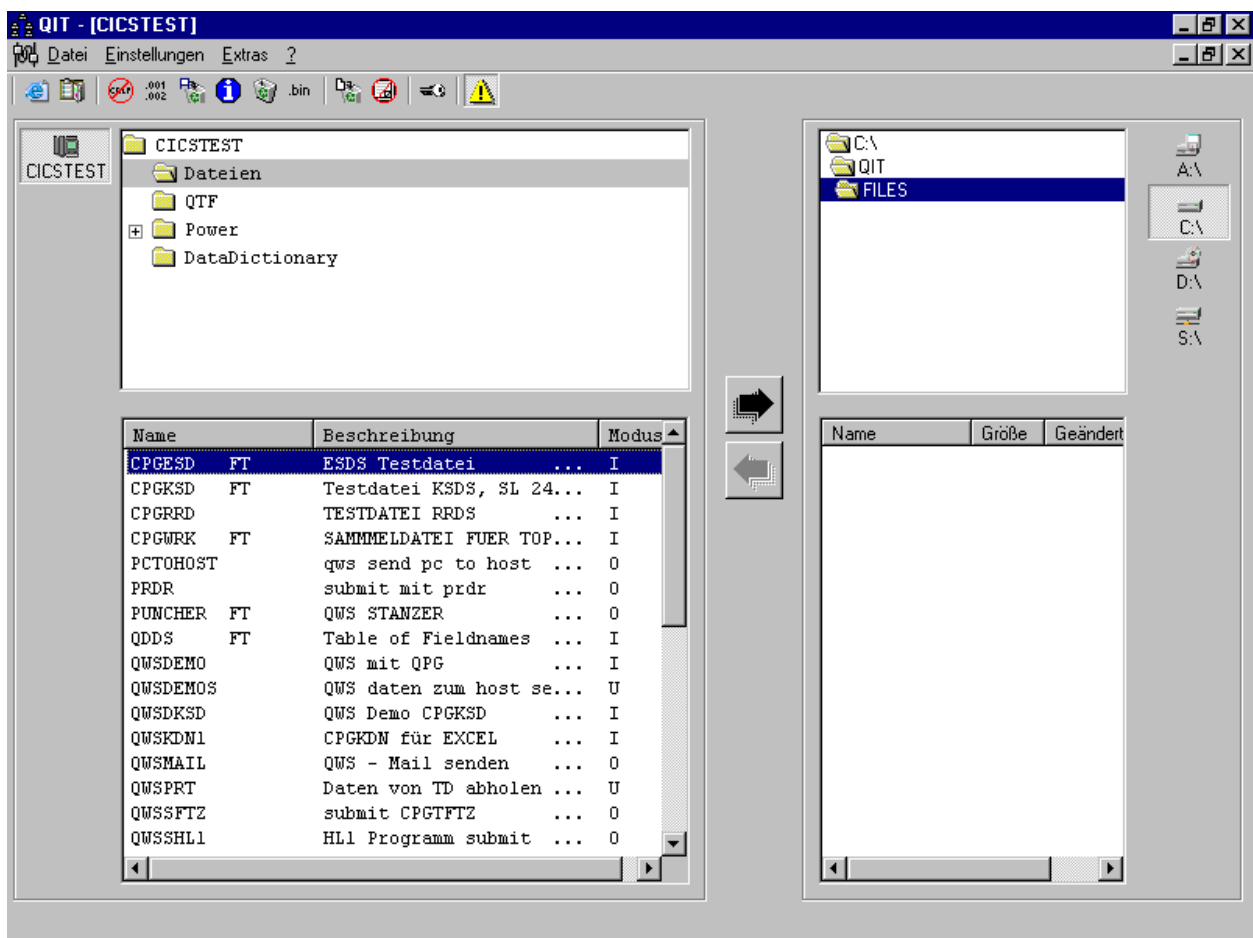 QIT - [CICSTEST]
Datei Einstellungen Extras ?
.001
.002
.bin
CICSTEST
CICSTEST
Dateien
QTF
Power
DataDictionary
Name Beschreibung Modus
CPGESD FT ESDS Testdatei ... I
CPGKSD FT Testdatei KSDS, SL 24... I
CPGRRD TESTDATEI RRDS ... I
CPGWRK FT SAMMMELDATEI FUER TOP... I
PCTOHOST qws send pc to host ... O
PRDR submit mit prdr ... O
PUNCHER FT QWS STANZER ... O
QDDS FT Table of Fieldnames ... I
QWSDEMO QWS mit QPG ... I
QWSDEMOS QWS daten zum host se... U
QWSDKSD QWS Demo CPGKSD ... I
QWSKDN1 CPGKDN für EXCEL ... I
QWSMAIL QWS - Mail senden ... O
QWSPRT Daten von TD abholen ... U
QWSSFTZ submit CPGTFTZ ... O
QWSSHL1 HL1 Programm submit ... O
C:\
QIT
FILES
A:\
C:\
D:\
S:\
Name Größe Geändert